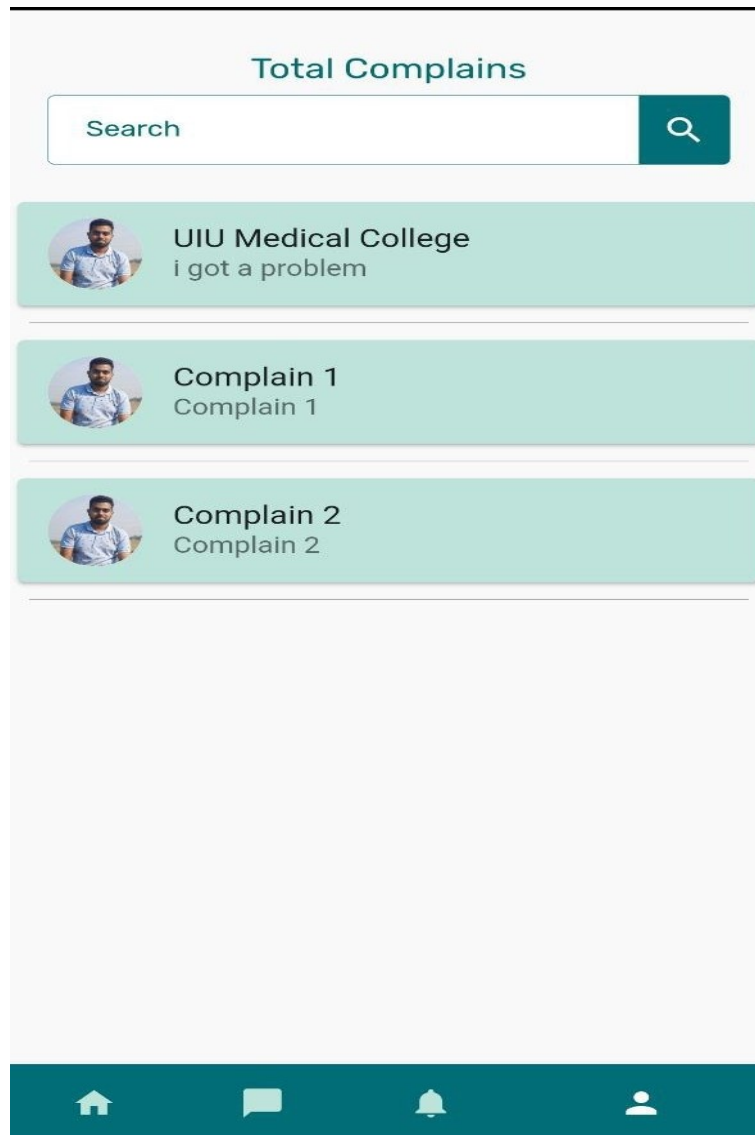 Total Complains
Search
UIU Medical College
i got a problem
Complain 1
Complain 1
Complain 2
Complain 2